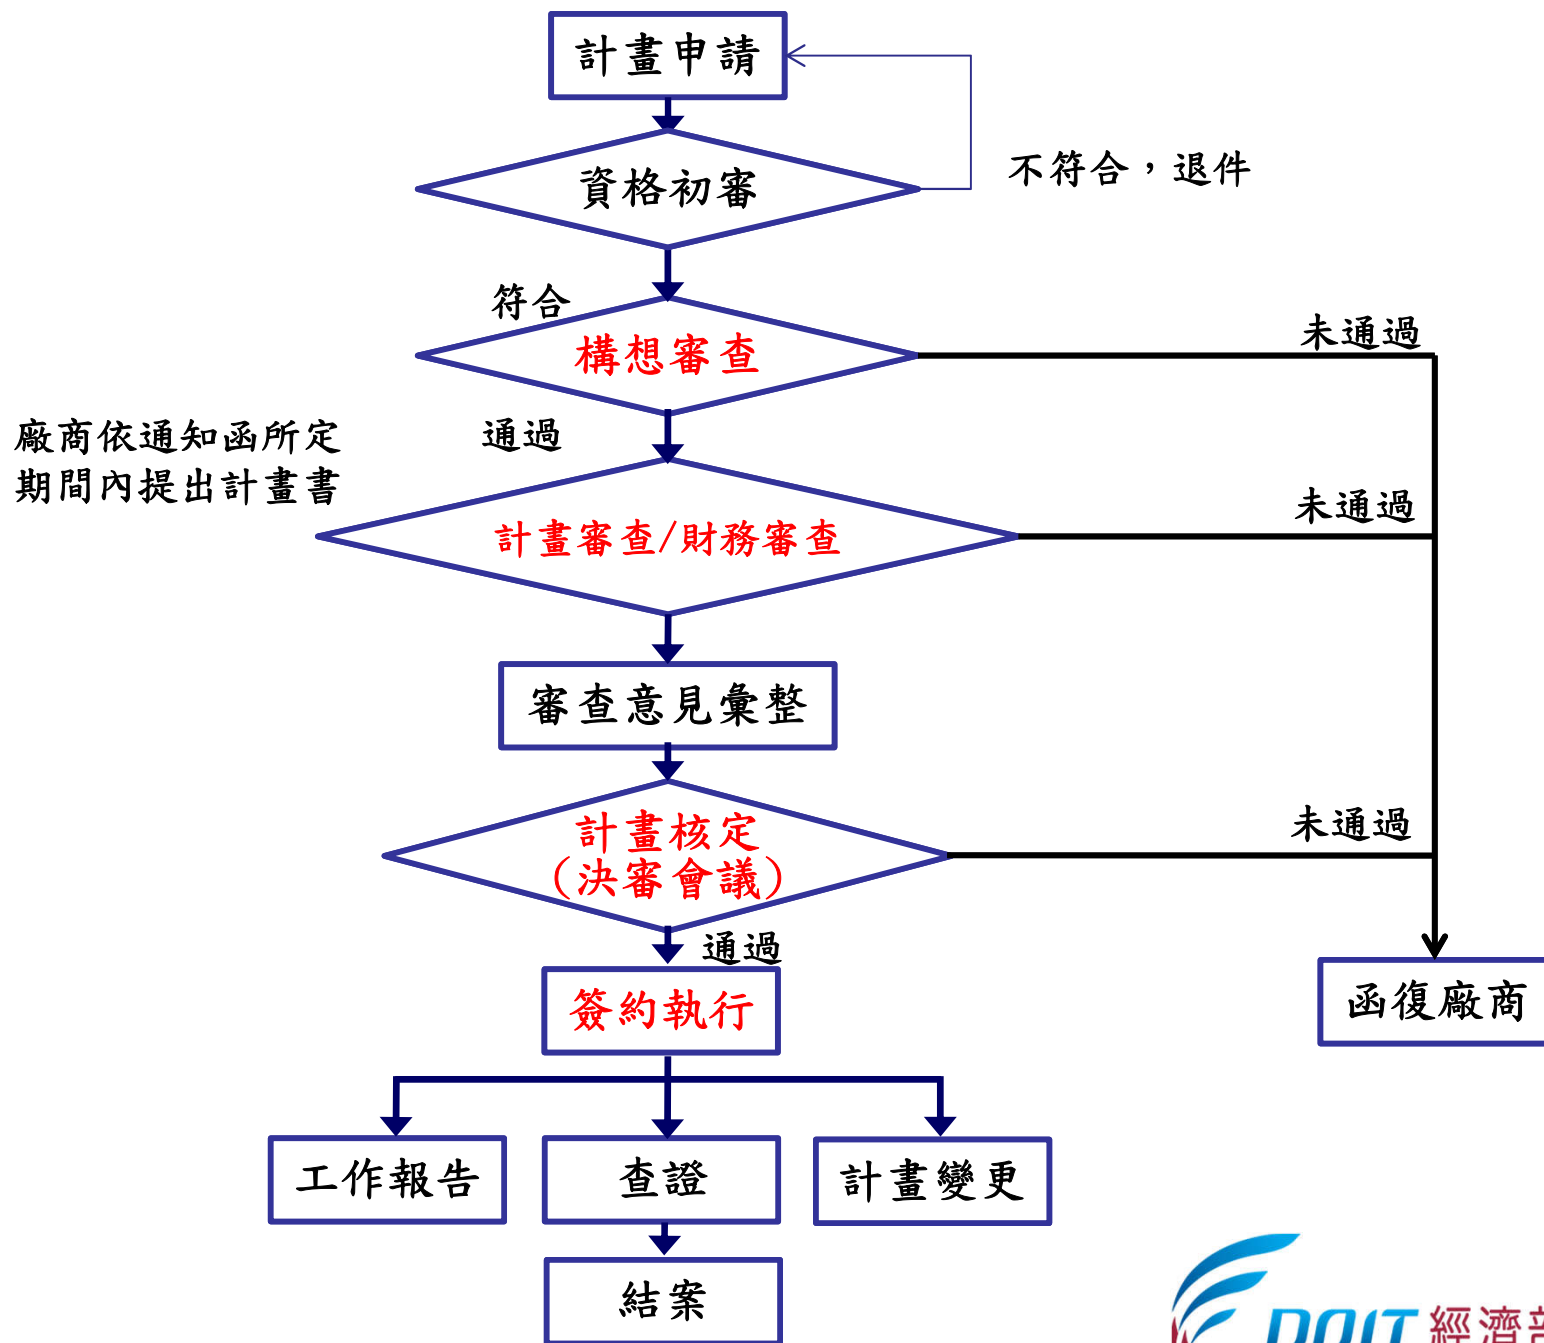 計畫申請
資格初審
不符合，退件
符合
構想審查
未通過
廠商依通知函所定
期間內提出計畫書
通過
計畫審查/財務審查
未通過
審查意見彙整
計畫核定
(決審會議)
未通過
通過
簽約執行
函復廠商
工作報告
查證
計畫變更
結案
DOIT 經濟部